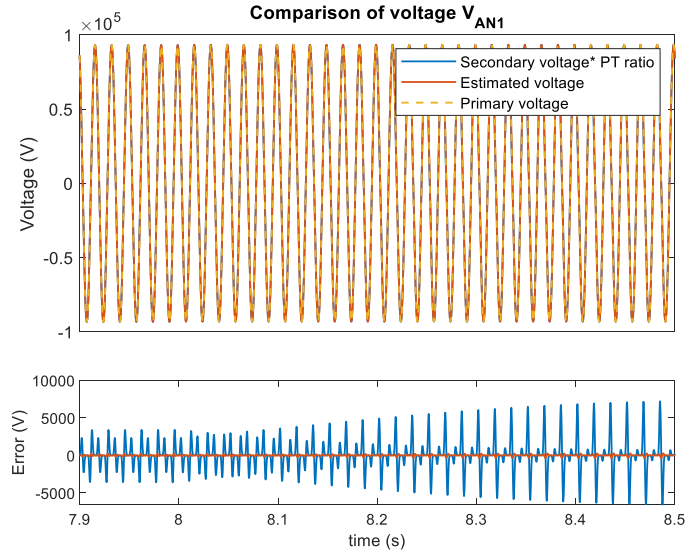 Comparison of voltage V_AN1
×10^5
Secondary voltage* PT ratio
Estimated voltage
Primary voltage
1
0.5
0
-0.5
-1
Voltage (V)
10000
5000
0
-5000
Error (V)
7.9 8 8.1 8.2 8.3 8.4 8.5
time (s)